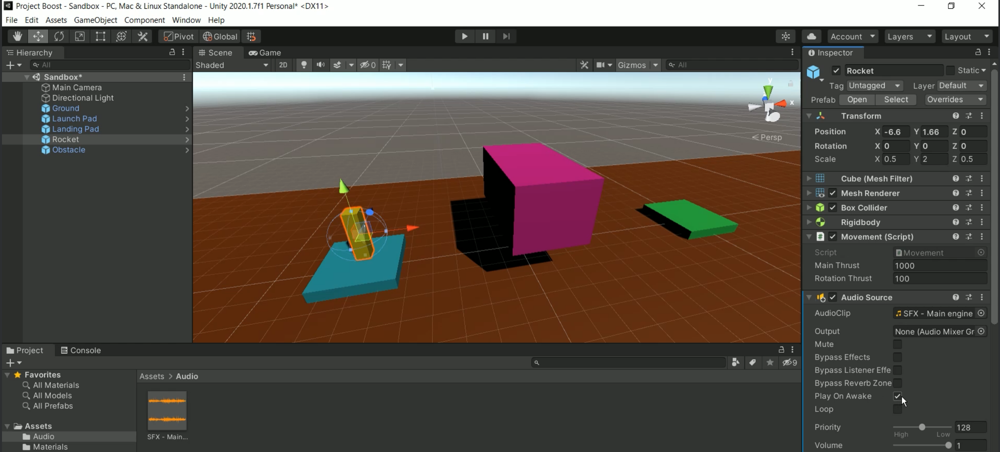 Project Boost - Sandbox - PC, Mac & Linux Standalone - Unity 2020.1.7f1 Personal* <DX11>
File Edit Assets GameObject Component Window Help
Pivot Global Account Layers Layout
Hierarchy
All
Sandbox*
Main Camera
Directional Light
Ground
Launch Pad
Landing Pad
Rocket
Obstacle
Scene Game
Shaded 2D 0 Gizmos All
y
x
Persp
Inspector
Rocket Static
Tag Untagged Layer Default
Prefab Open Select Overrides
Transform
Position X -6.6 Y 1.66 Z 0
Rotation X 0 Y 0 Z 0
Scale X 0.5 Y 2 Z 0.5
Cube (Mesh Filter)
Mesh Renderer
Box Collider
Rigidbody
Movement (Script)
Script Movement
Main Thrust 1000
Rotation Thrust 100
Audio Source
AudioClip SFX - Main engine
Output None (Audio Mixer Gr
Mute
Bypass Effects
Bypass Listener Effe
Bypass Reverb Zone
Play On Awake
Loop
Priority 128
High Low
Volume 1
Project Console
9
Favorites
All Materials
All Models
All Prefabs
Assets
Audio
Materials
Assets > Audio
SFX - Main...